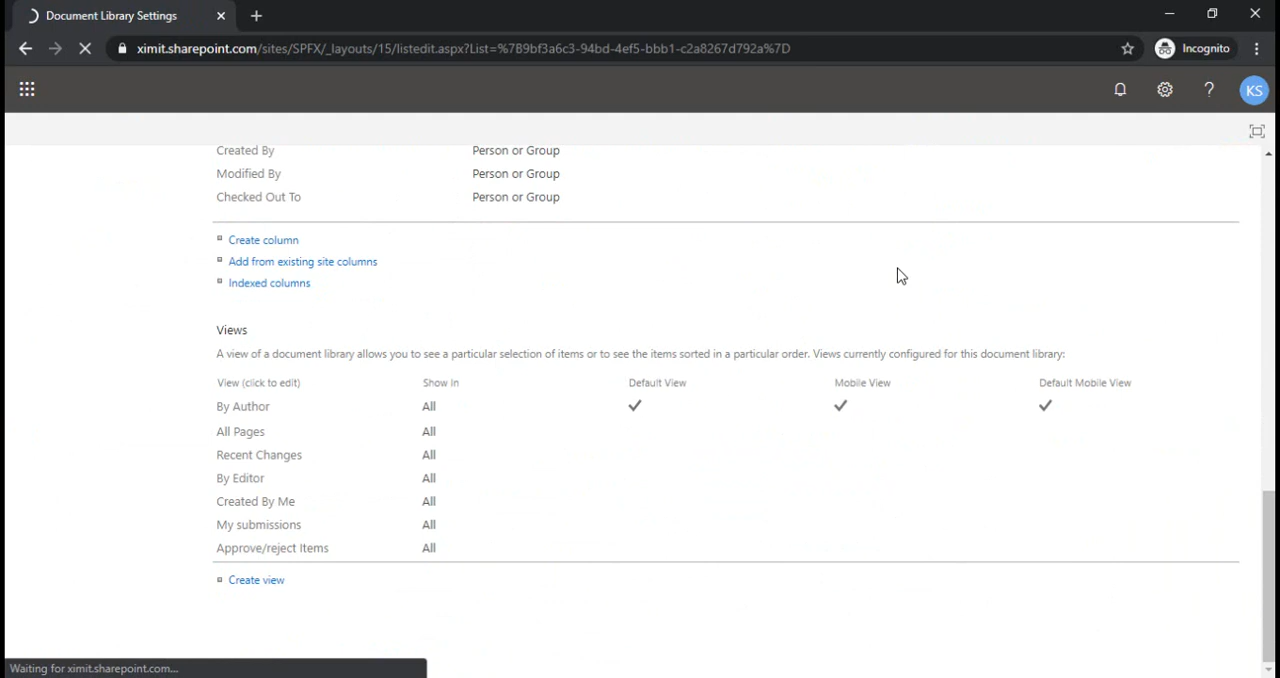 Document Library Settings
ximit.sharepoint.com/sites/SPFX/_layouts/15/listedit.aspx?List=%7B9bf3a6c3-94bd-4ef5-bbb1-c2a8267d792a%7D
Incognito
? KS
Created By Person or Group
Modified By Person or Group
Checked Out To Person or Group
Create column
Add from existing site columns
Indexed columns
Views
A view of a document library allows you to see a particular selection of items or to see the items sorted in a particular order. Views currently configured for this document library:
View (click to edit) Show In Default View Mobile View Default Mobile View
By Author All
All Pages All
Recent Changes All
By Editor All
Created By Me All
My submissions All
Approve/reject Items All
Create view
Waiting for ximit.sharepoint.com...